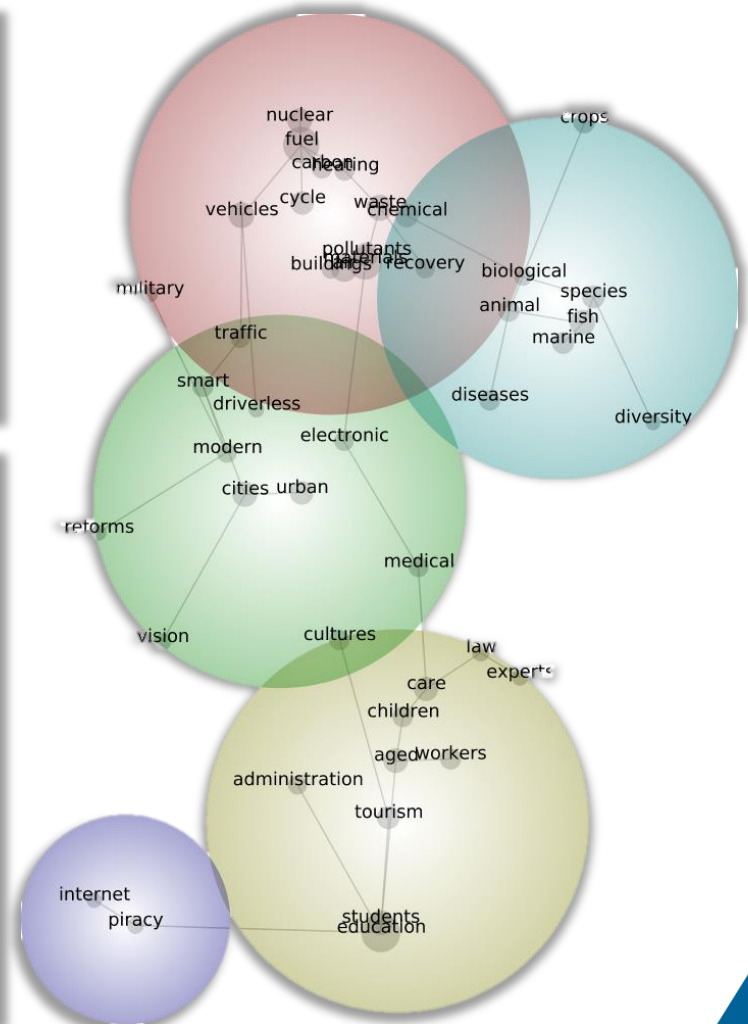 nuclear
crops
fuel
carbon
heating
cycle
waste
vehicles
chemical
pollutants
materials
buildings
recovery
biological
military
species
animal
fish
traffic
marine
smart
diseases
driverless
diversity
electronic
modern
cities
urban
reforms
medical
vision
cultures
law
experts
care
children
aged
workers
administration
tourism
internet
piracy
students
education